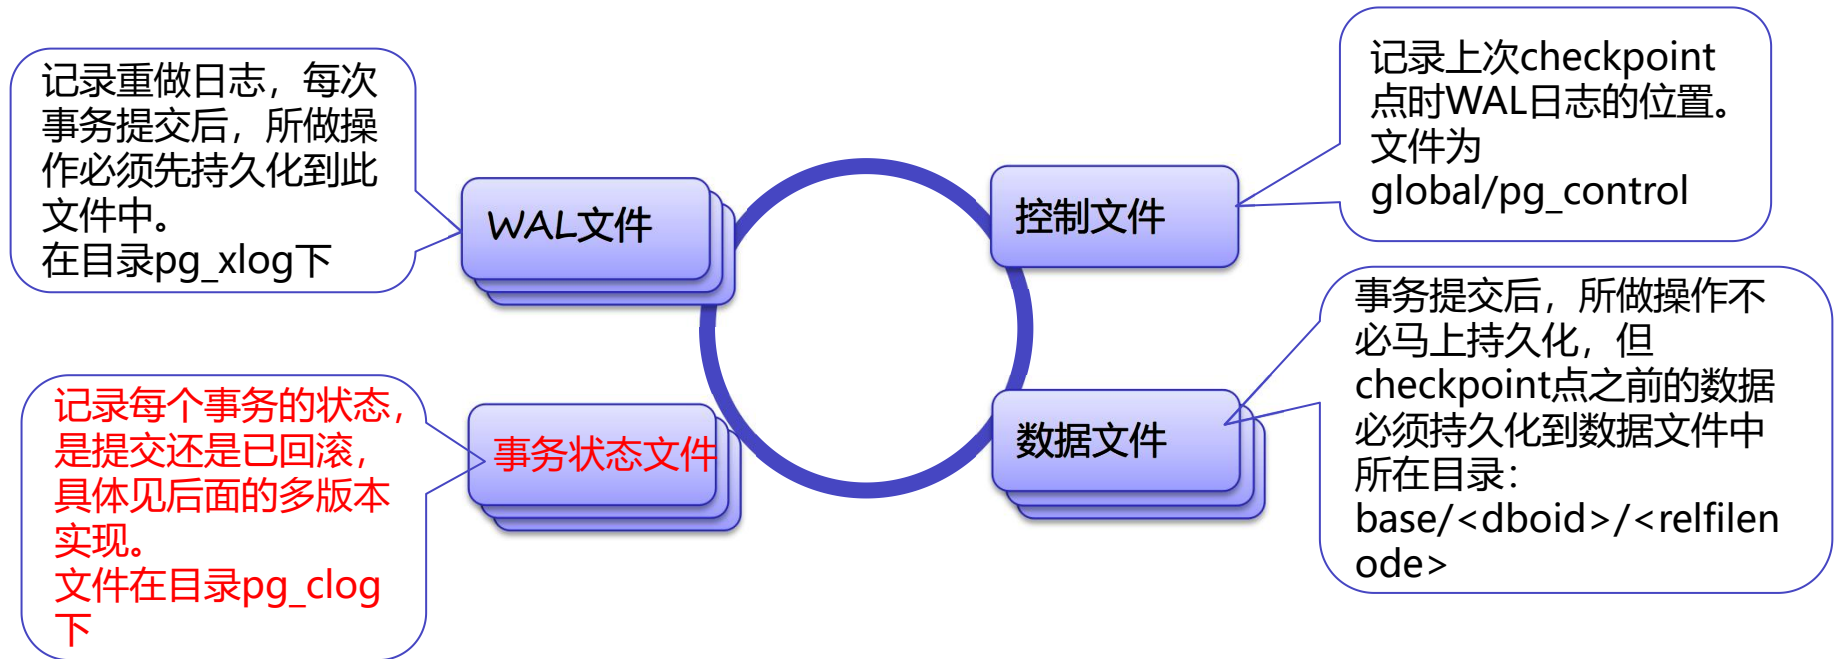 记录重做日志，每次
事务提交后，所做操
作必须先持久化到此
文件中。
在目录pg_xlog下
WAL文件
控制文件
记录上次checkpoint
点时WAL日志的位置。
文件为
global/pg_control
记录每个事务的状态，
是提交还是已回滚，
具体见后面的多版本
实现。
文件在目录pg_clog
下
事务状态文件
数据文件
事务提交后，所做操作不
必马上持久化，但
checkpoint点之前的数据
必须持久化到数据文件中
所在目录：
base/<dboid>/<relfilen
ode>